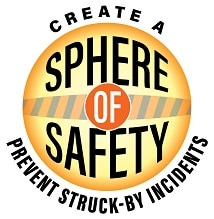 CREATE A
SPHERE
OF
SAFETY
PREVENT STRUCK-BY INCIDENTS